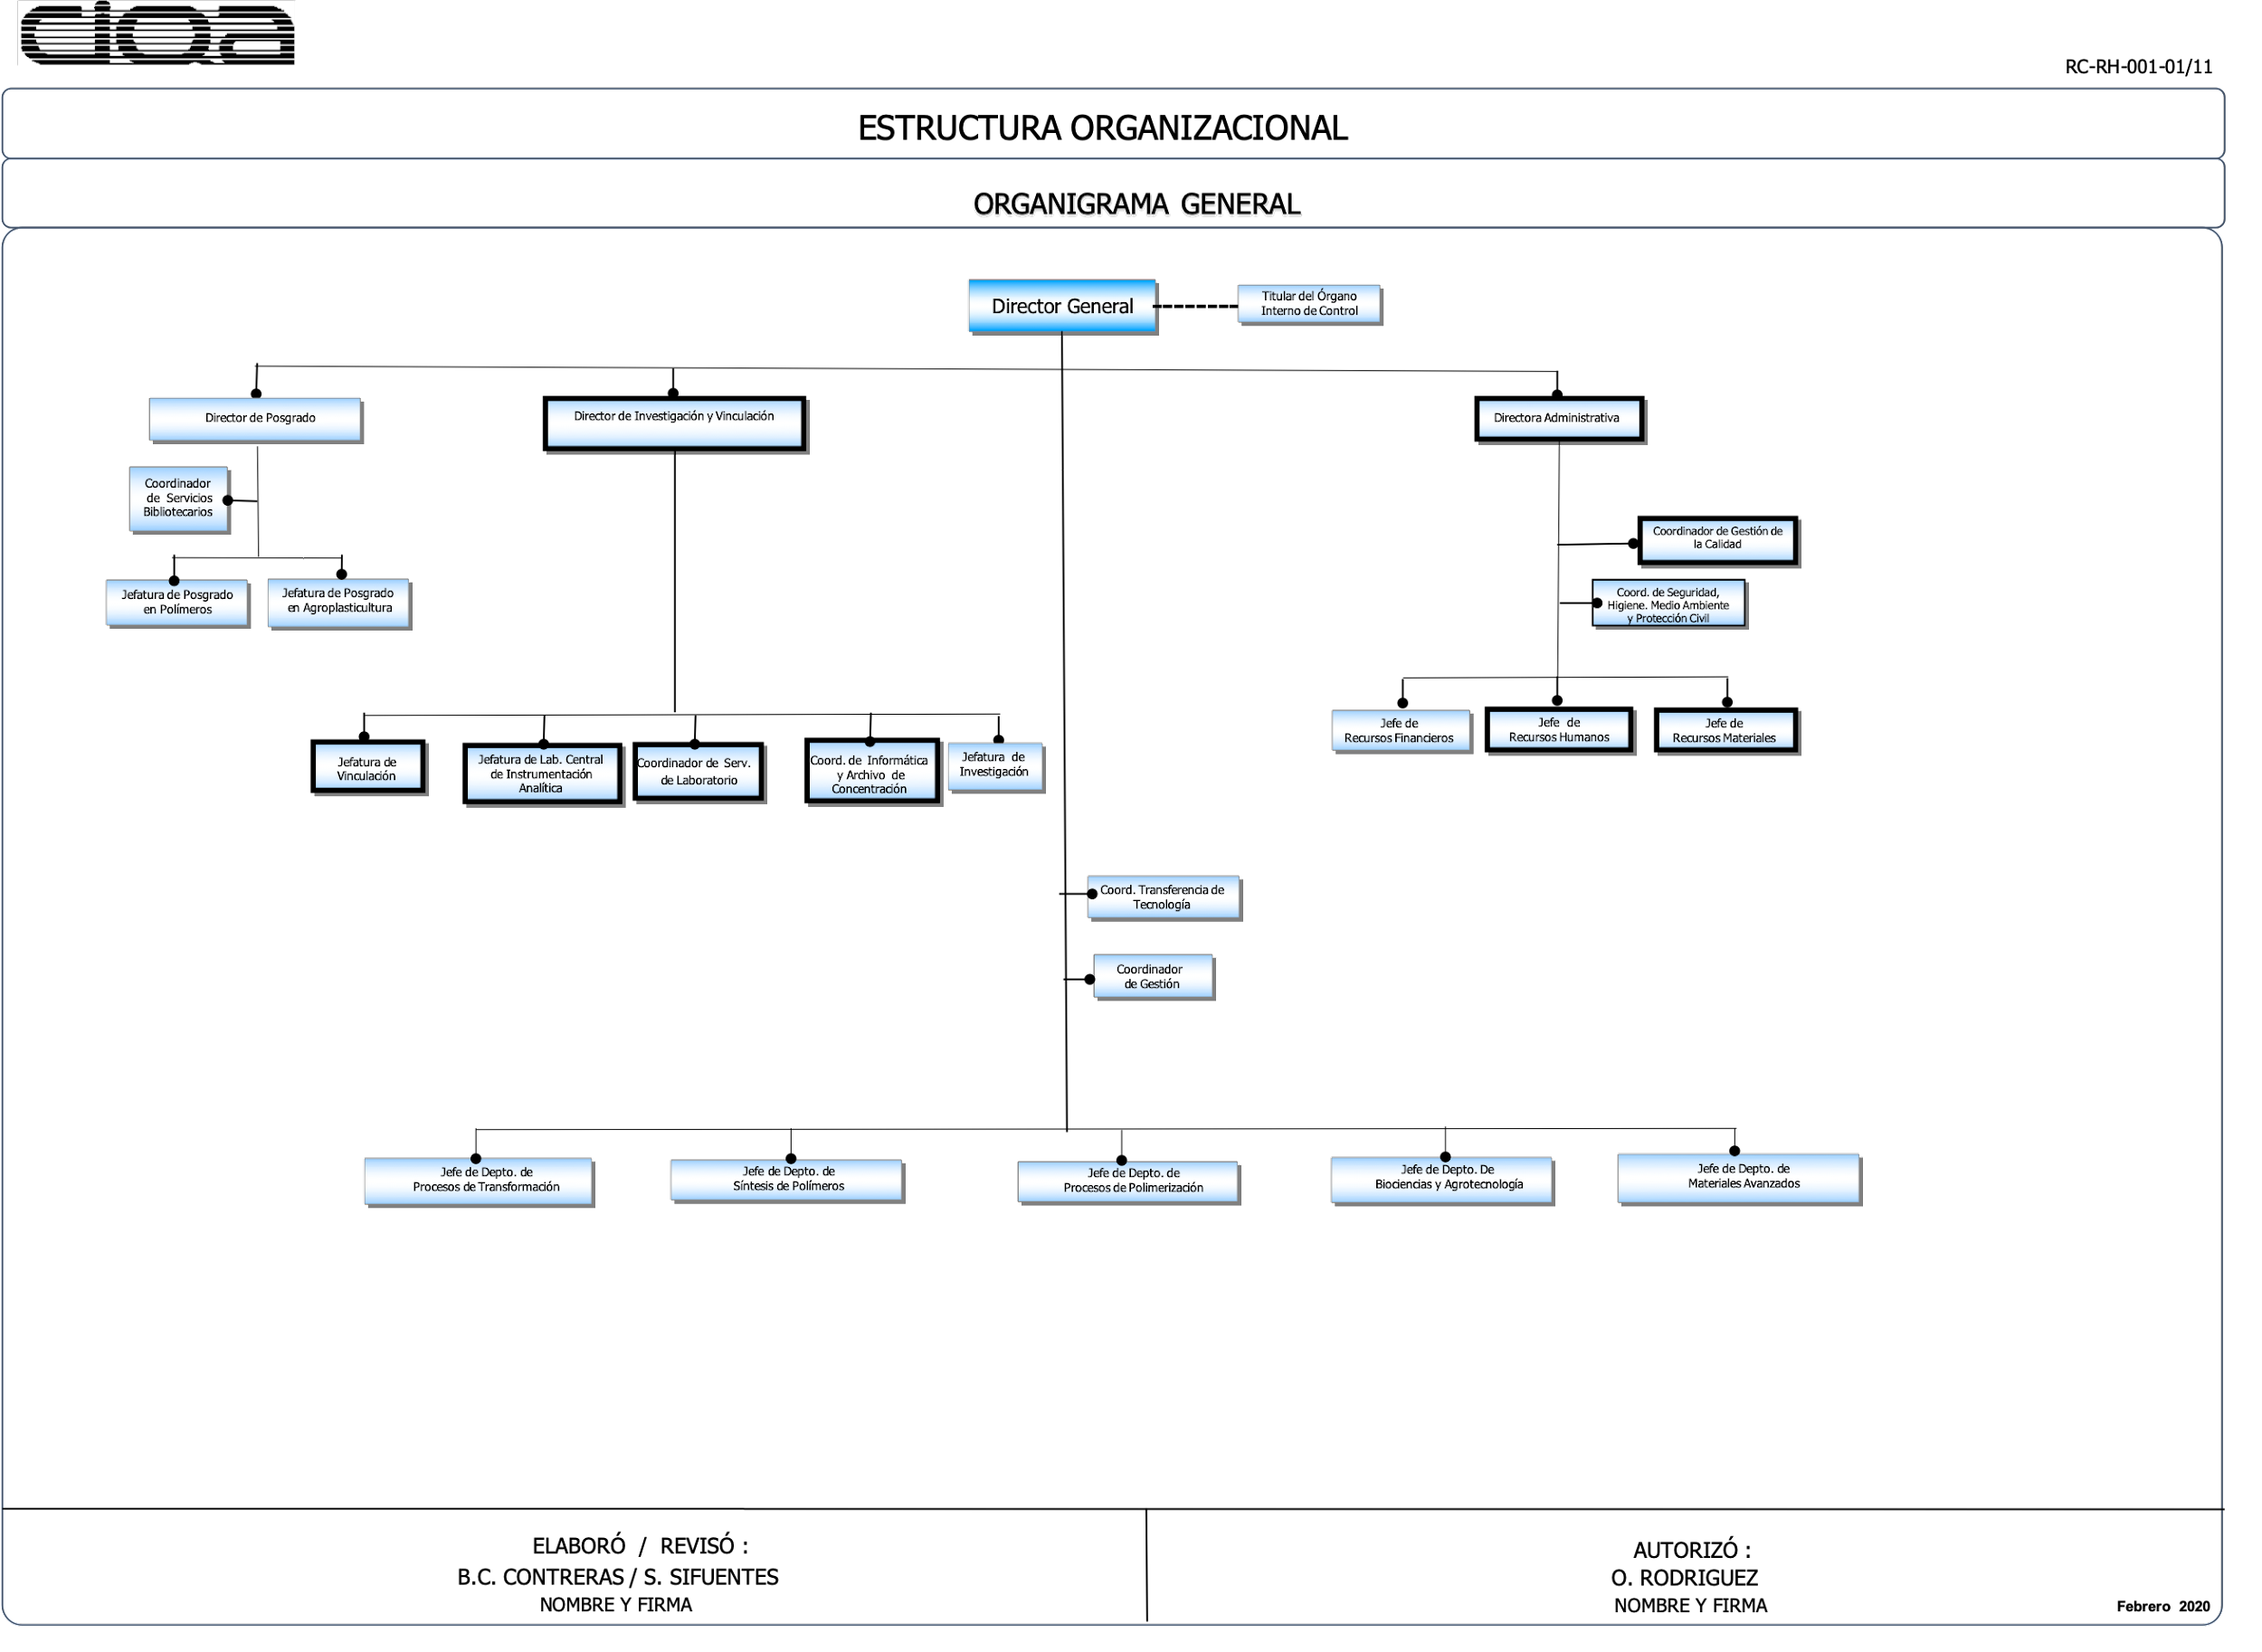 ciqa
RC-RH-001-01/11
ESTRUCTURA ORGANIZACIONAL
ORGANIGRAMA GENERAL
Director General
Titular del Órgano
Interno de Control
Director de Posgrado
Director de Investigación y Vinculación
Directora Administrativa
Coordinador
de Servicios
Bibliotecarios
Coordinador de Gestión de
la Calidad
Jefatura de Posgrado
en Polímeros
Jefatura de Posgrado
en Agroplasticultura
Coord. de Seguridad,
Higiene. Medio Ambiente
y Protección Civil
Jefe de
Recursos Financieros
Jefe de
Recursos Humanos
Jefe de
Recursos Materiales
Jefatura de
Vinculación
Jefatura de Lab. Central
de Instrumentación
Analítica
Coordinador de Serv.
de Laboratorio
Coord. de Informática
y Archivo de
Concentración
Jefatura de
Investigación
Coord. Transferencia de
Tecnología
Coordinador
de Gestión
Jefe de Depto. de
Procesos de Transformación
Jefe de Depto. de
Síntesis de Polímeros
Jefe de Depto. de
Procesos de Polimerización
Jefe de Depto. De
Biociencias y Agrotecnología
Jefe de Depto. de
Materiales Avanzados
ELABORÓ / REVISÓ :
B.C. CONTRERAS / S. SIFUENTES
NOMBRE Y FIRMA
AUTORIZÓ :
O. RODRIGUEZ
NOMBRE Y FIRMA
Febrero 2020